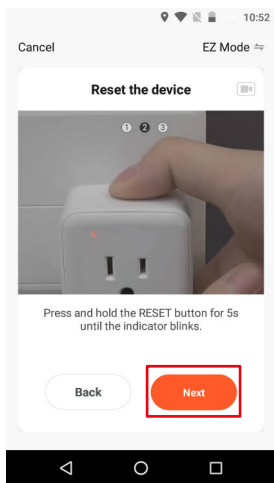 10:52
Cancel
EZ Mode
Reset the device
1 2 3
Press and hold the RESET button for 5s
until the indicator blinks.
Back
Next